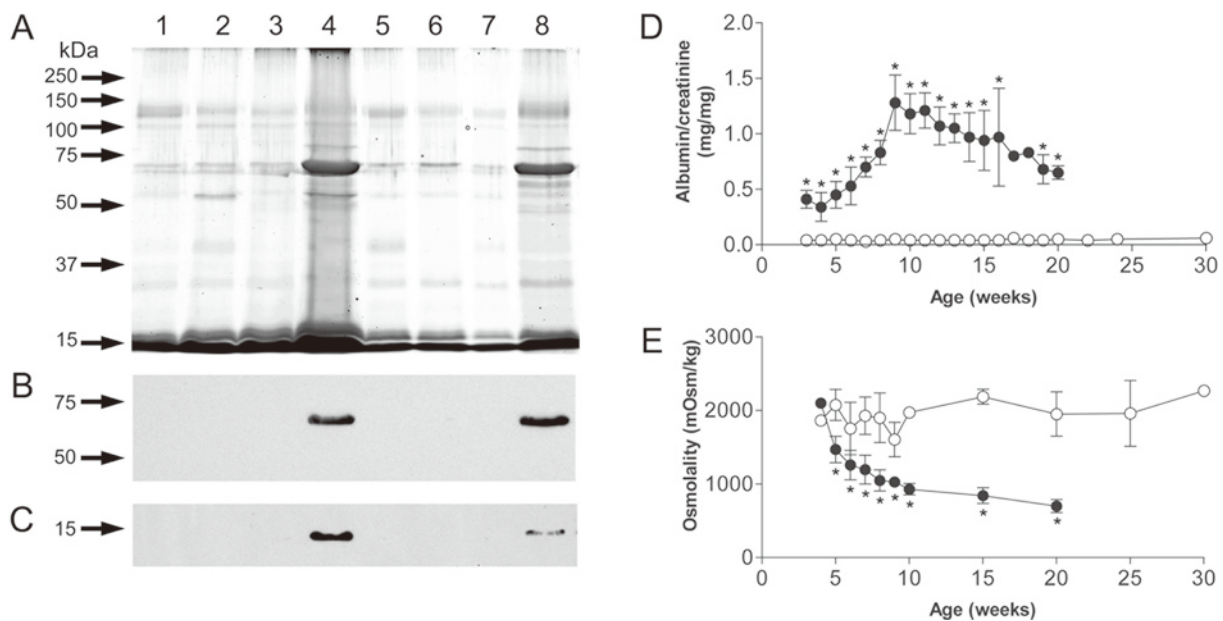 A
1 2 3 4 5 6 7 8
kDa
250
150
100
75
50
37
15
B
75
50
C
15
D
2.0
1.5
1.0
0.5
0.0
Albumin/creatinine
(mg/mg)
* * * * * * * * * * * * * * * *
0 5 10 15 20 25 30
Age (weeks)
E
3000
2000
1000
0
Osmolality (mOsm/kg)
* * * * * * * *
0 5 10 15 20 25 30
Age (weeks)